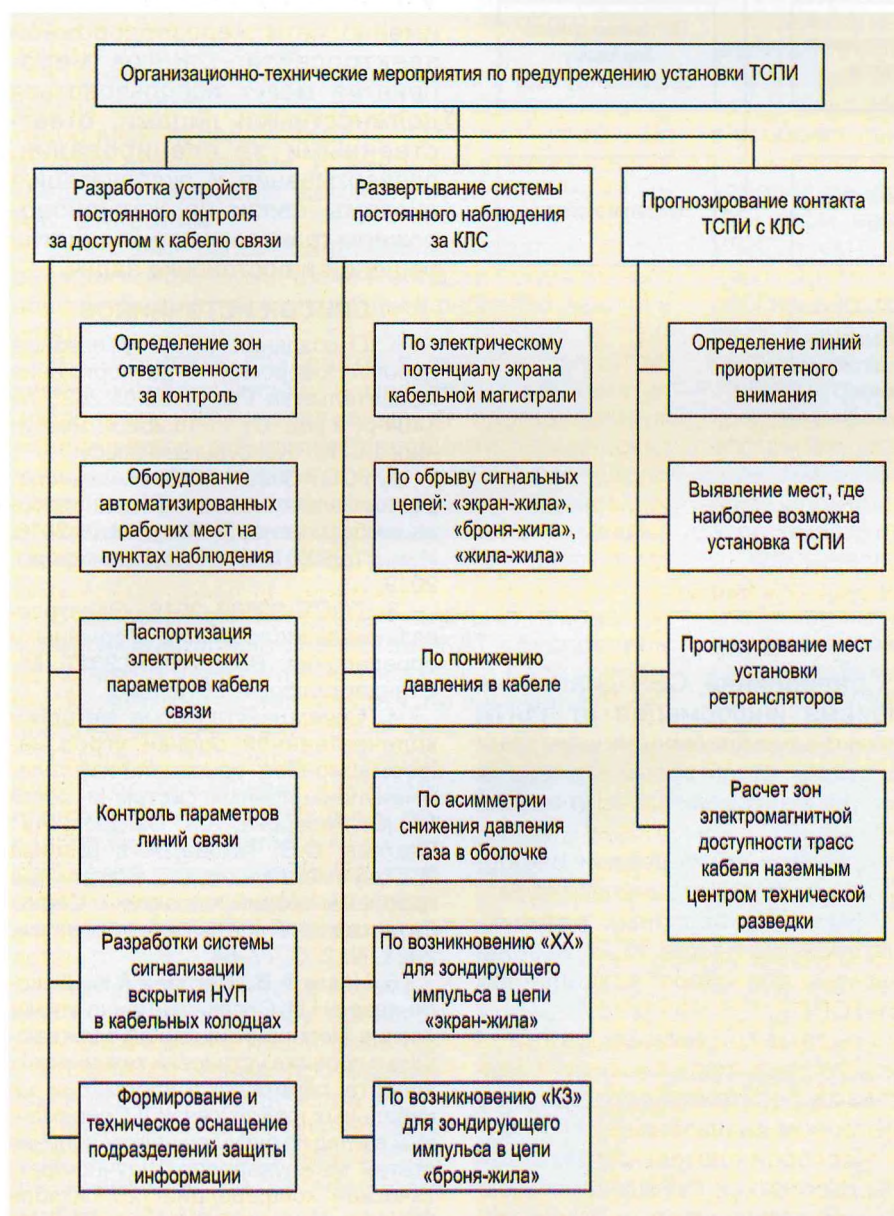 Организационно-технические мероприятия по предупреждению установки ТСПИ
Разработка устройств
постоянного контроля
за доступом к кабелю связи
Определение зон
ответственности
за контроль
Оборудование
автоматизированных
рабочих мест на
пунктах наблюдения
Паспортизация
электрических
параметров кабеля
связи
Контроль параметров
линий связи
Разработки системы
сигнализации
вскрытия НУП
в кабельных колодцах
Формирование и
техническое оснащение
подразделений защиты
информации
Развертывание системы
постоянного наблюдения
за КЛС
По электрическому
потенциалу экрана
кабельной магистрали
По обрыву сигнальных
цепей: «экран-жила»,
«броня-жила»,
«жила-жила»
По понижению
давления в кабеле
По асимметрии
снижения давления
газа в оболочке
По возникновению «ХХ»
для зондирующего
импульса в цепи
«экран-жила»
По возникновению «КЗ»
для зондирующего
импульса в цепи
«броня-жила»
Прогнозирование контакта
ТСПИ с КЛС
Определение линий
приоритетного
внимания
Выявление мест, где
наиболее возможна
установка ТСПИ
Прогнозирование мест
установки
ретрансляторов
Расчет зон
электромагнитной
доступности трасс
кабеля наземным
центром технической
разведки